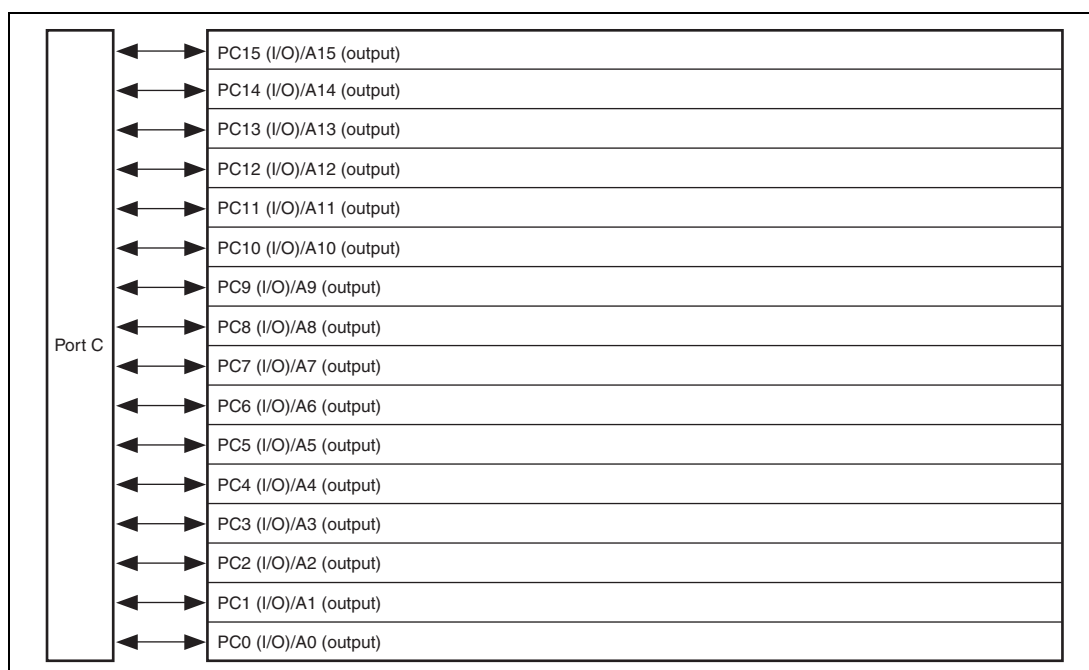 PC15 (I/O)/A15 (output)
PC14 (I/O)/A14 (output)
PC13 (I/O)/A13 (output)
PC12 (I/O)/A12 (output)
PC11 (I/O)/A11 (output)
PC10 (I/O)/A10 (output)
PC9 (I/O)/A9 (output)
PC8 (I/O)/A8 (output)
Port C
PC7 (I/O)/A7 (output)
PC6 (I/O)/A6 (output)
PC5 (I/O)/A5 (output)
PC4 (I/O)/A4 (output)
PC3 (I/O)/A3 (output)
PC2 (I/O)/A2 (output)
PC1 (I/O)/A1 (output)
PC0 (I/O)/A0 (output)